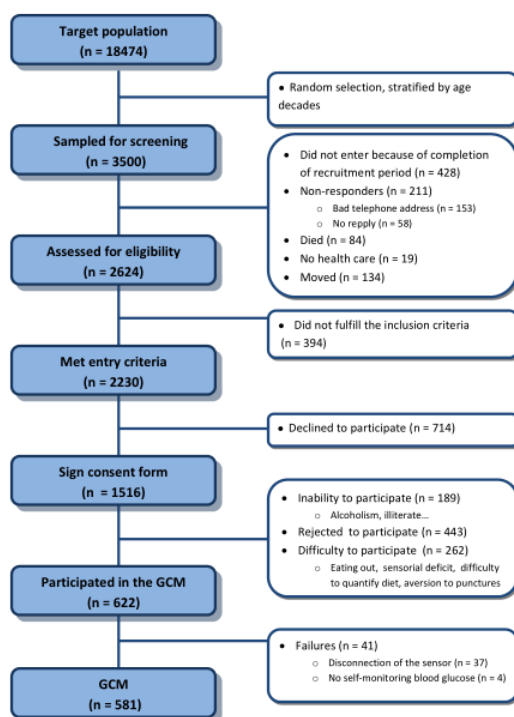 Target population
(n = 18474)
• Random selection, stratified by age
decades
Sampled for screening
(n = 3500)
• Did not enter because of completion
of recruitment period (n = 428)
• Non-responders (n = 211)
○ Bad telephone address (n = 153)
○ No repply (n = 58)
• Died (n = 84)
• No health care (n = 19)
• Moved (n = 134)
Assessed for eligibility
(n = 2624)
• Did not fulfill the inclusion criteria
(n = 394)
Met entry criteria
(n = 2230)
• Declined to participate (n = 714)
Sign consent form
(n = 1516)
• Inability to participate (n = 189)
○ Alcoholism, illiterate...
• Rejected to participate (n = 443)
• Difficulty to participate (n = 262)
○ Eating out, sensorial deficit, difficulty
to quantify diet, aversion to punctures
Participated in the GCM
(n = 622)
• Failures (n = 41)
○ Disconnection of the sensor (n = 37)
○ No self-monitoring blood glucose (n = 4)
GCM
(n = 581)